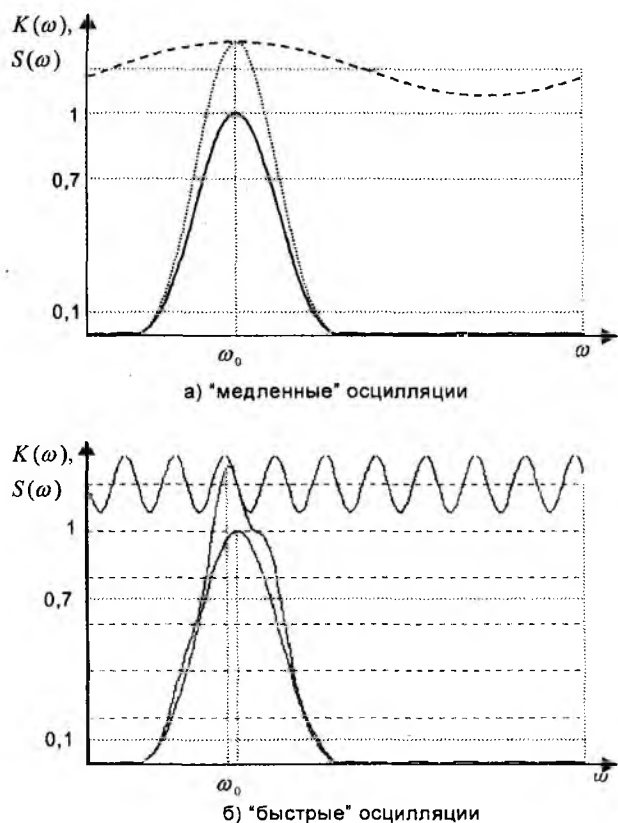 K(ω),
S(ω)
1
0,7
0,1
ω₀
ω
а) "медленные" осцилляции
K(ω),
S(ω)
1
0,7
0,1
ω₀
ω
б) "быстрые" осцилляции